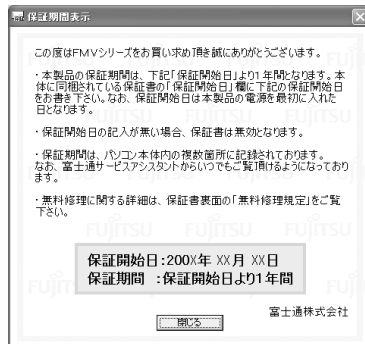 保証期間表示
この度はFMVシリーズをお買い求め頂き誠にありがとうございます。
・本製品の保証期間は、下記「保証開始日」より1年間となります。本
体に同梱されている保証書の「保証開始日」欄に下記の保証開始日
をお書き下さい。なお、保証開始日は本製品の電源を最初に入れた
日となります。
・保証開始日の記入が無い場合、保証書は無効となります。
・保証期間は、パソコン本体内の複数箇所に記録されております。
なお、富士通サービスアシスタントからいつでもご覧頂けるようになっており
ます。
・無料修理に関する詳細は、保証書裏面の「無料修理規定」をご覧
下さい。
保証開始日:200X年 XX月 XX日
保証期間 :保証開始日より1年間
富士通株式会社
閉じる